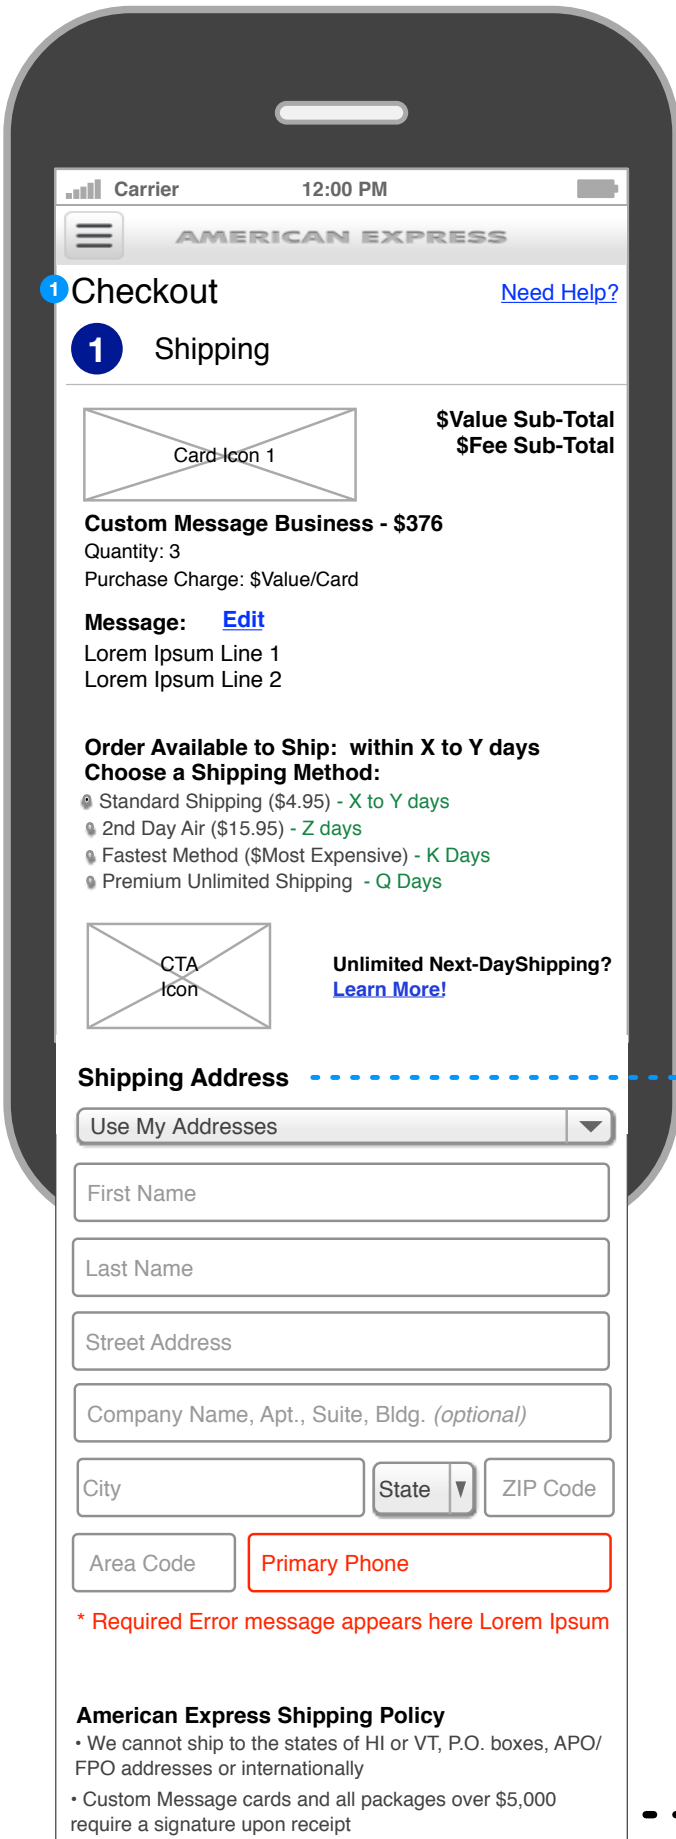 Carrier 12:00 PM
AMERICAN EXPRESS
1 Checkout Need Help?
1 Shipping
Card Icon 1
$Value Sub-Total
$Fee Sub-Total
Custom Message Business - $376
Quantity: 3
Purchase Charge: $Value/Card
Message: Edit
Lorem Ipsum Line 1
Lorem Ipsum Line 2
Order Available to Ship: within X to Y days
Choose a Shipping Method:
Standard Shipping ($4.95) - X to Y days
2nd Day Air ($15.95) - Z days
Fastest Method ($Most Expensive) - K Days
Premium Unlimited Shipping - Q Days
CTA
Icon
Unlimited Next-DayShipping?
Learn More!
Shipping Address
Use My Addresses
First Name
Last Name
Street Address
Company Name, Apt., Suite, Bldg. (optional)
City State ZIP Code
Area Code Primary Phone
* Required Error message appears here Lorem Ipsum
American Express Shipping Policy
• We cannot ship to the states of HI or VT, P.O. boxes, APO/
FPO addresses or internationally
• Custom Message cards and all packages over $5,000
require a signature upon receipt